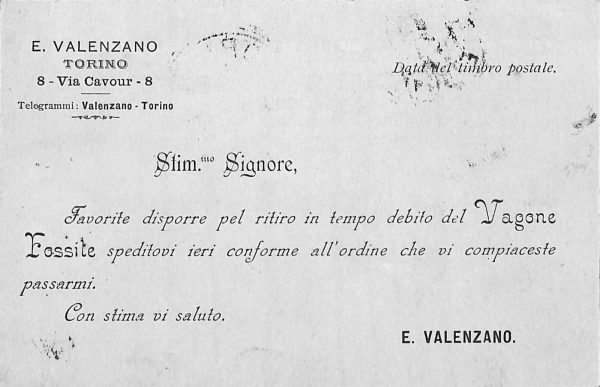 E. VALENZANO
TORINO
8 - Via Cavour - 8
Telegrammi: Valenzano - Torino
Data del timbro postale.
Stim.mo Signore,
Favorite disporre pel ritiro in tempo debito del Vagone
Fossite speditovi ieri conforme all'ordine che vi compiaceste
passarmi.
Con stima vi saluto.
E. VALENZANO.